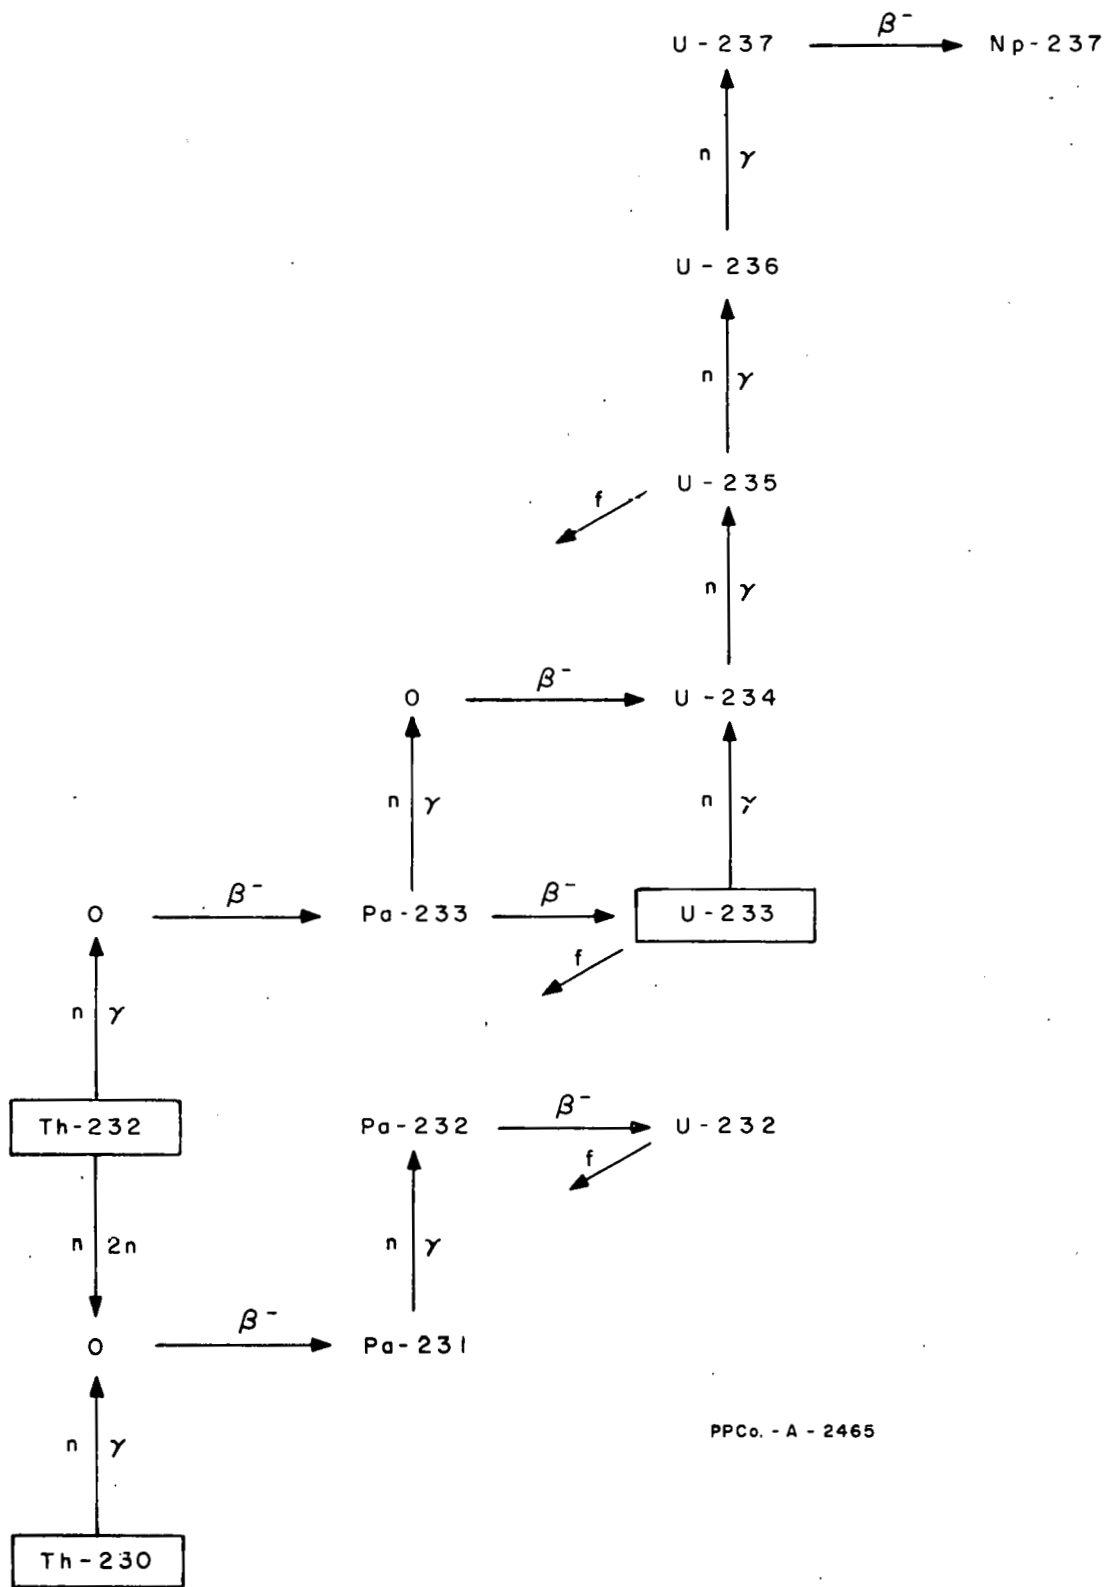 β⁻
U-237 Np-237
n γ
U-236
n γ
U-235
f
n γ
β⁻
O U-234
n γ n γ
β⁻ β⁻
O Pa-233 U-233
f
n γ
β⁻
Th-232 Pa-232 U-232
f
n 2n n γ
β⁻
O Pa-231
PPCo. - A - 2465
n γ
Th-230